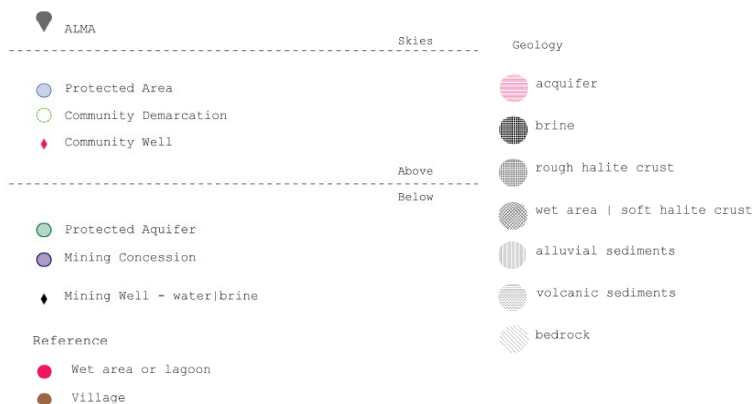 ALMA
Skies
Protected Area
Community Demarcation
Community Well
Above
Below
Protected Aquifer
Mining Concession
Mining Well - water|brine
Reference
Wet area or lagoon
Village
Geology
acquifer
brine
rough halite crust
wet area | soft halite crust
alluvial sediments
volcanic sediments
bedrock